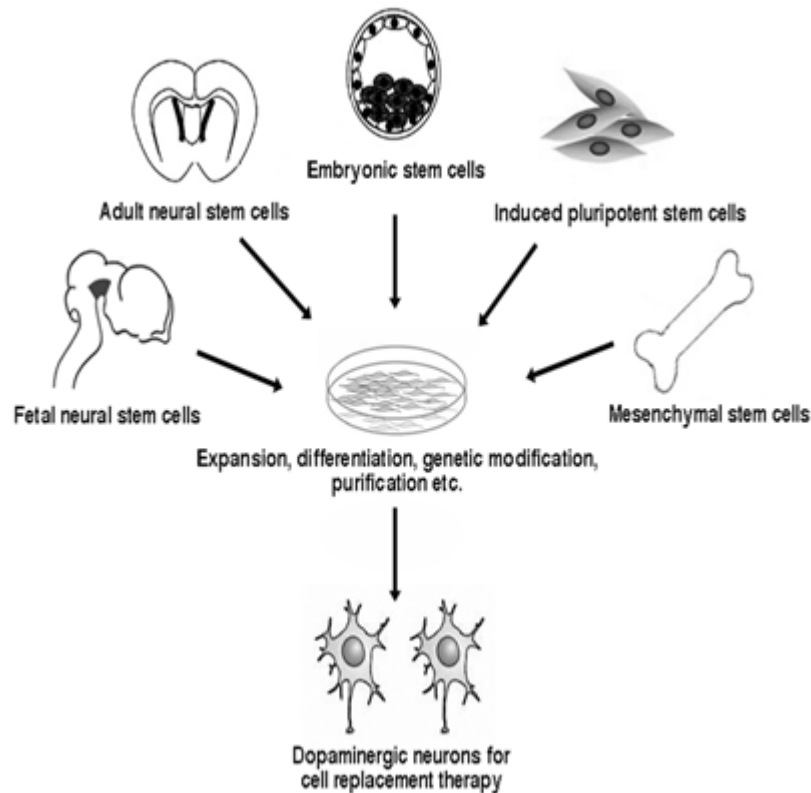 Embryonic stem cells
Adult neural stem cells
Induced pluripotent stem cells
Fetal neural stem cells
Mesenchymal stem cells
Expansion, differentiation, genetic modification,
purification etc.
Dopaminergic neurons for
cell replacement therapy